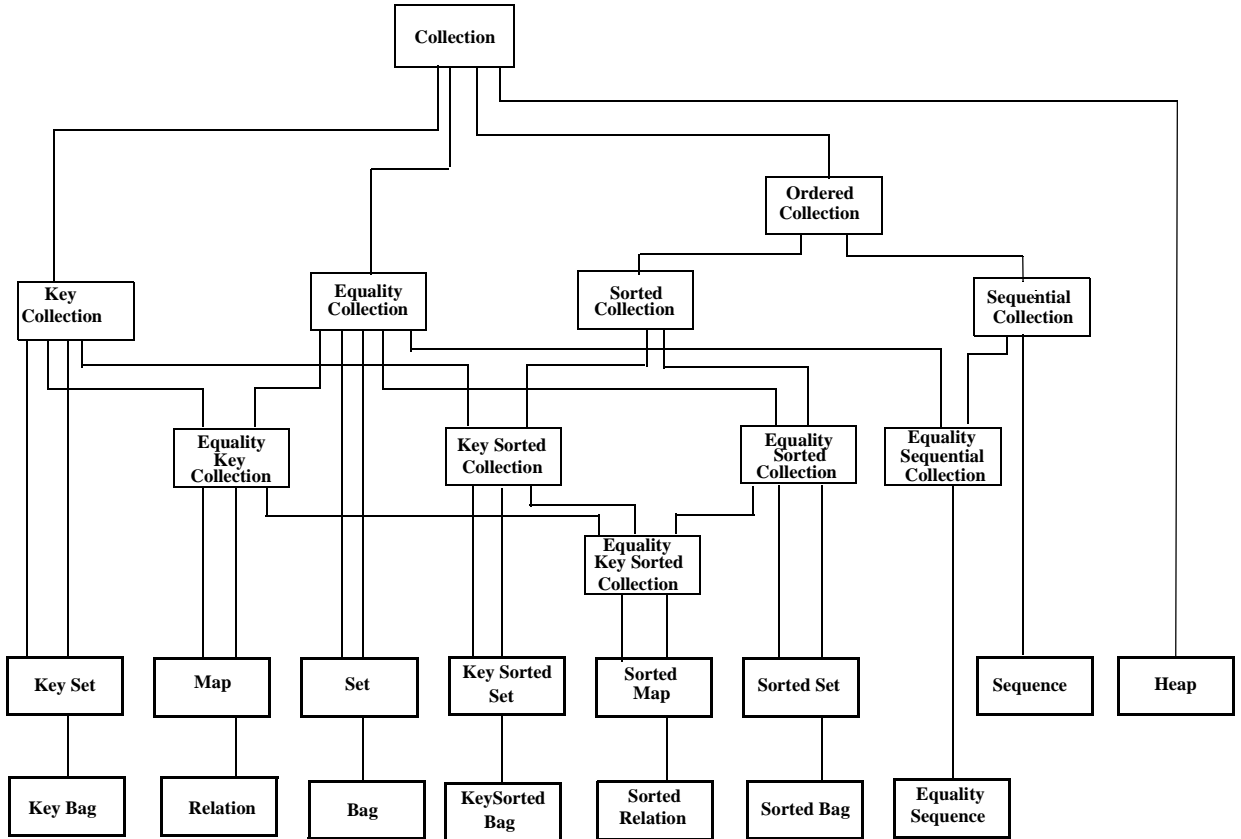 Collection
Ordered
Collection
Key
Collection
Equality
Collection
Sorted
Collection
Sequential
Collection
Equality
Key
Collection
Key Sorted
Collection
Equality
Sorted
Collection
Equality
Sequential
Collection
Equality
Key Sorted
Collection
Key Set
Map
Set
Key Sorted
Set
Sorted
Map
Sorted Set
Sequence
Heap
Key Bag
Relation
Bag
KeySorted
Bag
Sorted
Relation
Sorted Bag
Equality
Sequence